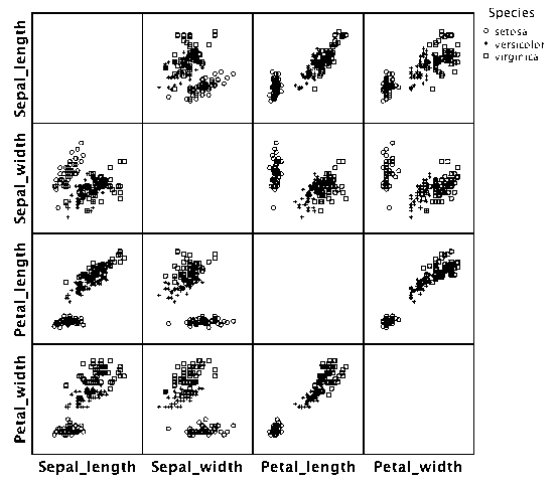 Species
setosa
versicolor
virginica
Sepal_length
Sepal_width
Petal_length
Petal_width
Sepal_length Sepal_width Petal_length Petal_width